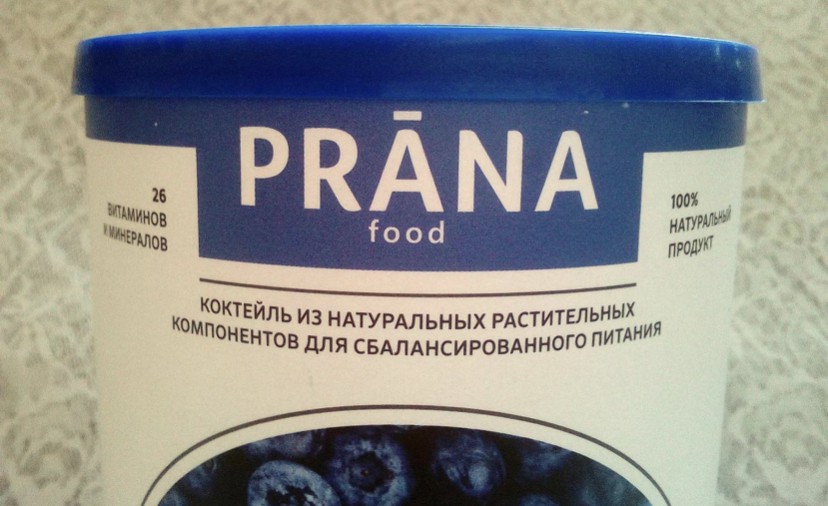 PRĀNA
food
26
ВИТАМИНОВ
И МИНЕРАЛОВ
100%
НАТУРАЛЬНЫЙ
ПРОДУКТ
КОКТЕЙЛЬ ИЗ НАТУРАЛЬНЫХ РАСТИТЕЛЬНЫХ
КОМПОНЕНТОВ ДЛЯ СБАЛАНСИРОВАННОГО ПИТАНИЯ